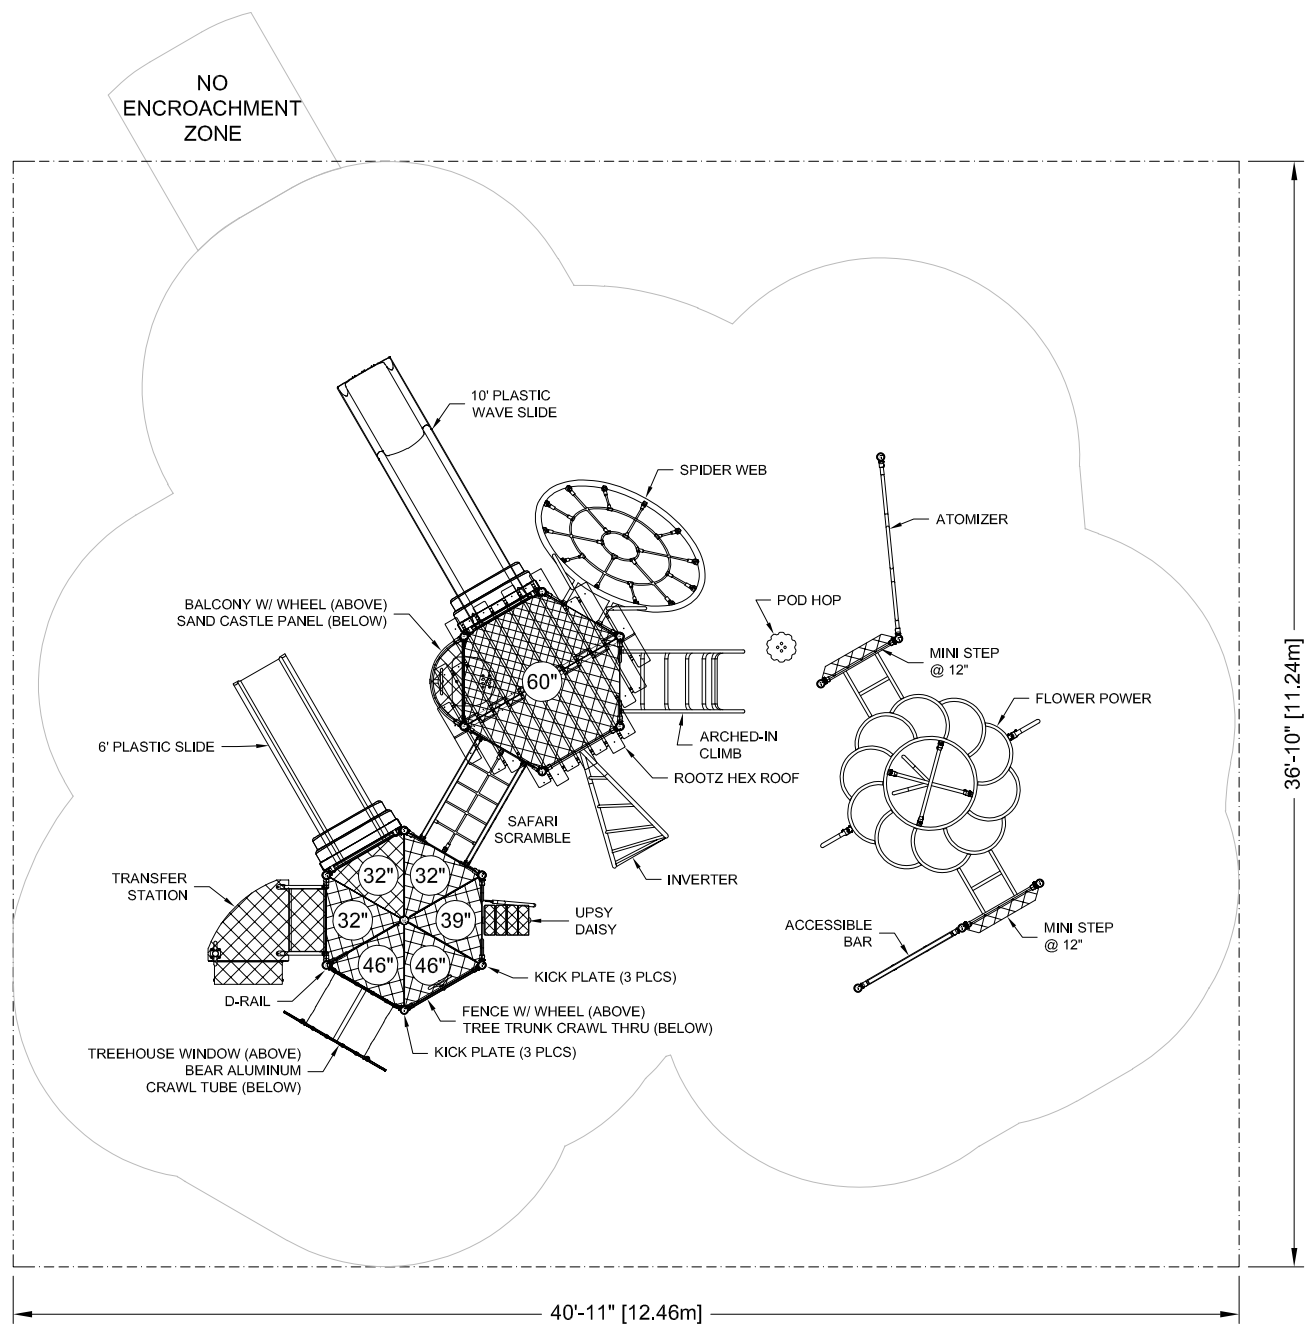 NO
ENCROACHMENT
ZONE
10' PLASTIC
WAVE SLIDE
SPIDER WEB
ATOMIZER
BALCONY W/ WHEEL (ABOVE)
SAND CASTLE PANEL (BELOW)
POD HOP
MINI STEP
@ 12"
60"
FLOWER POWER
6' PLASTIC SLIDE
ARCHED-IN
CLIMB
ROOTZ HEX ROOF
36'-10" [11.24m]
SAFARI
SCRAMBLE
INVERTER
TRANSFER
STATION
32"
32"
32"
39"
46"
46"
UPSY
DAISY
ACCESSIBLE
BAR
MINI STEP
@ 12"
KICK PLATE (3 PLCS)
D-RAIL
FENCE W/ WHEEL (ABOVE)
TREE TRUNK CRAWL THRU (BELOW)
KICK PLATE (3 PLCS)
TREEHOUSE WINDOW (ABOVE)
BEAR ALUMINUM
CRAWL TUBE (BELOW)
40'-11" [12.46m]